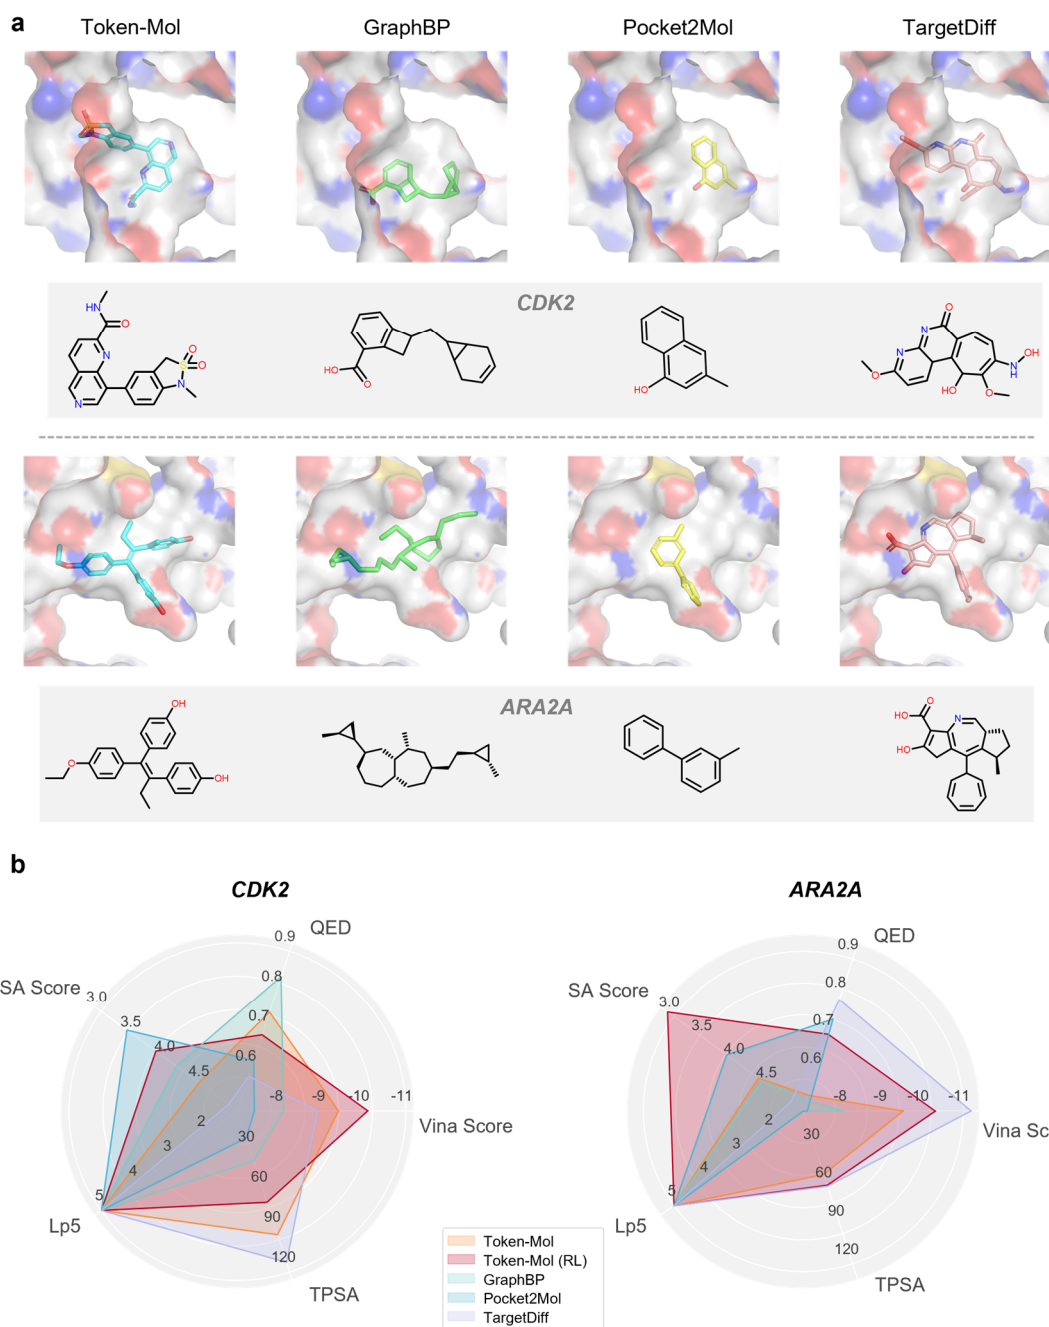 a
Token-Mol GraphBP Pocket2Mol TargetDiff
CDK2
HN
O
N
N
S
O
O
N
HO
O
HO
O
N
N
O
HO
O
N
H
OH
ARA2A
OH
O
OH
O
HO
HO
N
b
CDK2
QED
0.9
0.8
0.7
0.6
SA Score
3.0
3.5
4.0
4.5
-8 -9 -10 -11
Vina Score
2
3
4
5
Lp5
30
60
90
120
TPSA
ARA2A
QED
0.9
0.8
0.7
0.6
SA Score
3.0
3.5
4.0
4.5
-8 -9 -10 -11
Vina Sc
2
3
4
5
Lp5
30
60
90
120
TPSA
Token-Mol
Token-Mol (RL)
GraphBP
Pocket2Mol
TargetDiff